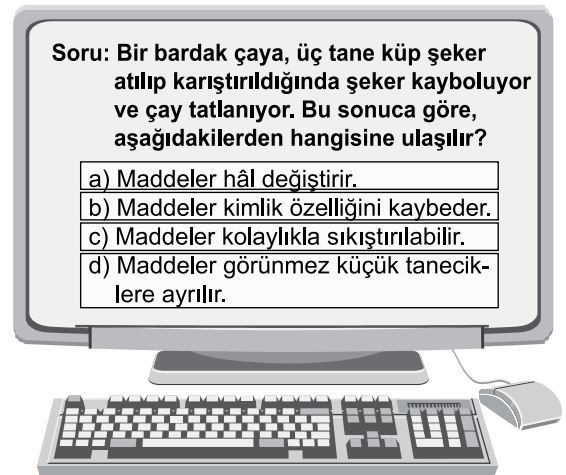 Soru: Bir bardak çaya, üç tane küp şeker
atılıp karıştırıldığında şeker kayboluyor
ve çay tatlanıyor. Bu sonuca göre,
aşağıdakilerden hangisine ulaşılır?
a) Maddeler hâl değiştirir.
b) Maddeler kimlik özelliğini kaybeder.
c) Maddeler kolaylıkla sıkıştırılabilir.
d) Maddeler görünmez küçük tanecik-
lere ayrılır.